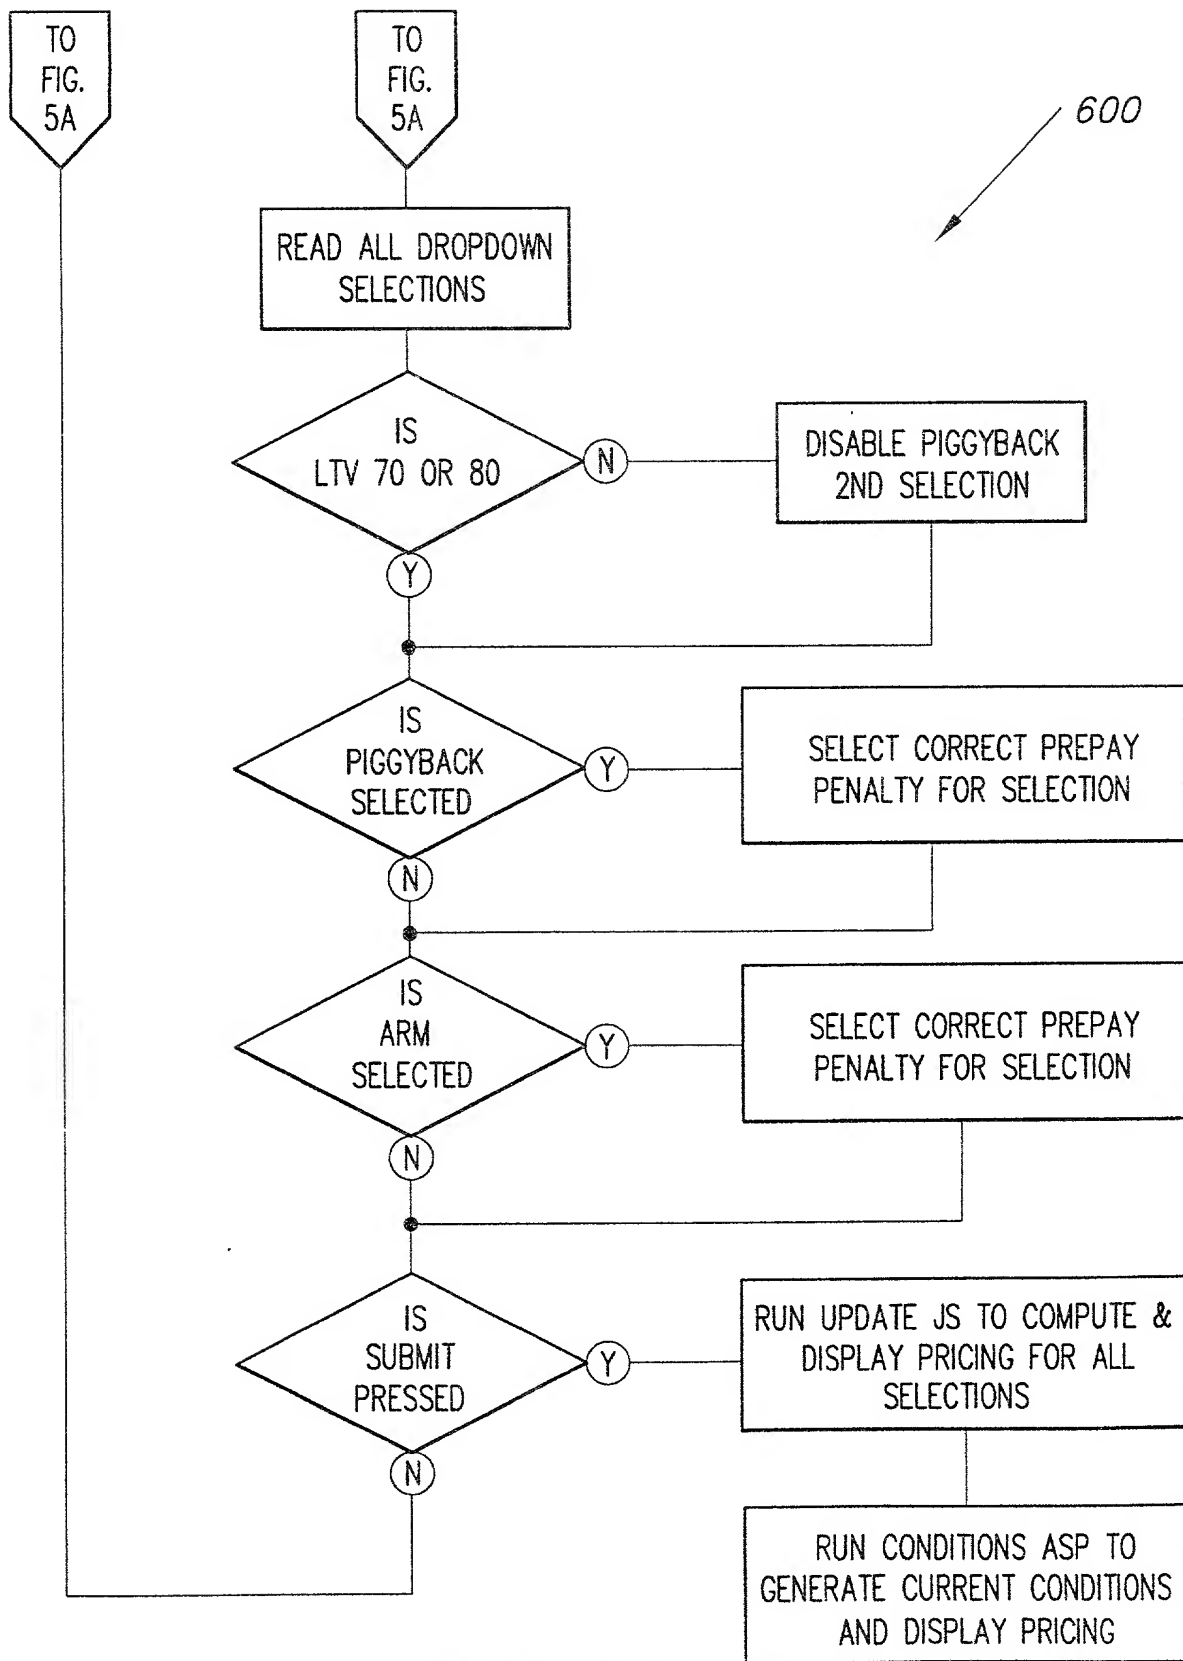 TO
FIG.
5A
TO
FIG.
5A
600
READ ALL DROPDOWN
SELECTIONS
IS
LTV 70 OR 80
N
DISABLE PIGGYBACK
2ND SELECTION
Y
IS
PIGGYBACK
SELECTED
Y
SELECT CORRECT PREPAY
PENALTY FOR SELECTION
N
IS
ARM
SELECTED
Y
SELECT CORRECT PREPAY
PENALTY FOR SELECTION
N
IS
SUBMIT
PRESSED
Y
RUN UPDATE JS TO COMPUTE &
DISPLAY PRICING FOR ALL
SELECTIONS
N
RUN CONDITIONS ASP TO
GENERATE CURRENT CONDITIONS
AND DISPLAY PRICING